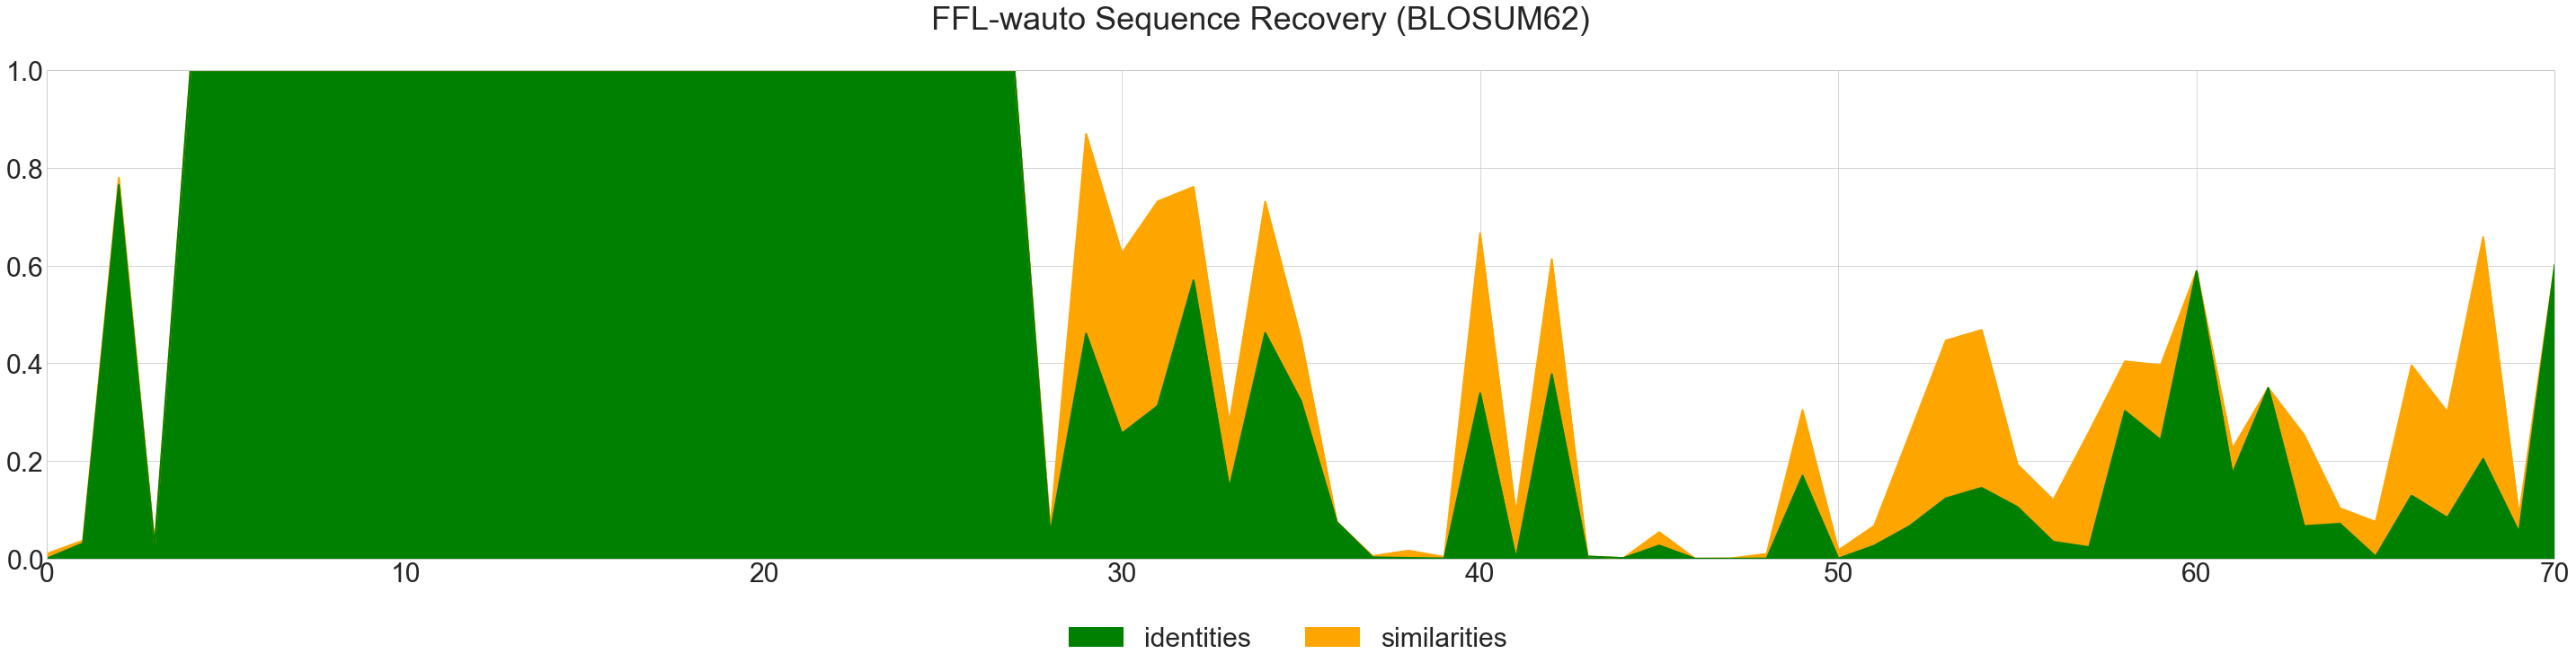 FFL-wauto Sequence Recovery (BLOSUM62)
1.0
0.8
0.6
0.4
0.2
0.0
0 10 20 30 40 50 60 70
identities similarities